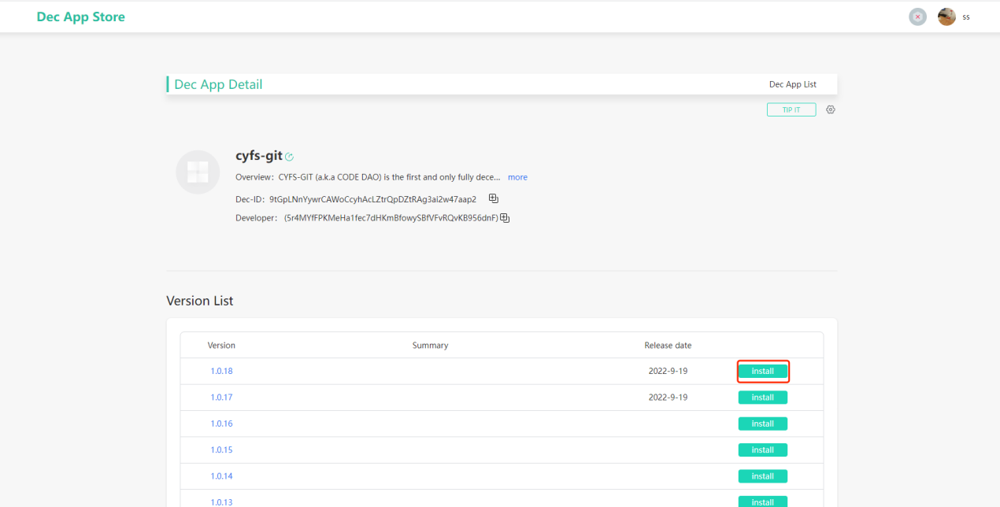 Dec App Store
ss
Dec App Detail
Dec App List
TIP IT
cyfs-git
Overview： CYFS-GIT (a.k.a CODE DAO) is the first and only fully dece... more
Dec-ID： 9tGpLNnYywrCAWoCcyhAcLZtrQpDZtRAg3ai2w47aap2
Developer： (5r4MYfFPKMeHa1fec7dHKmBfowySBfVFvRQvKB956dnF)
Version List
Version Summary Release date
1.0.18 2022-9-19 install
1.0.17 2022-9-19 install
1.0.16 install
1.0.15 install
1.0.14 install
1.0.13 install